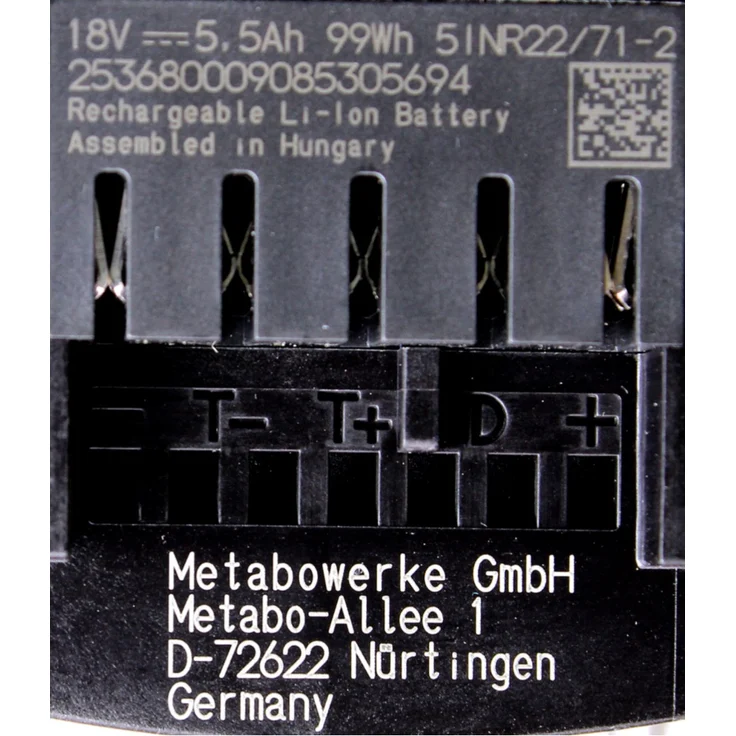 18V ⎓ 5.5Ah 99Wh 5INR22/71-2
2536800009085305694
Rechargeable Li-Ion Battery
Assembled in Hungary
- T- T+ D +
Metabowerke GmbH
Metabo-Allee 1
D-72622 Nürtingen
Germany